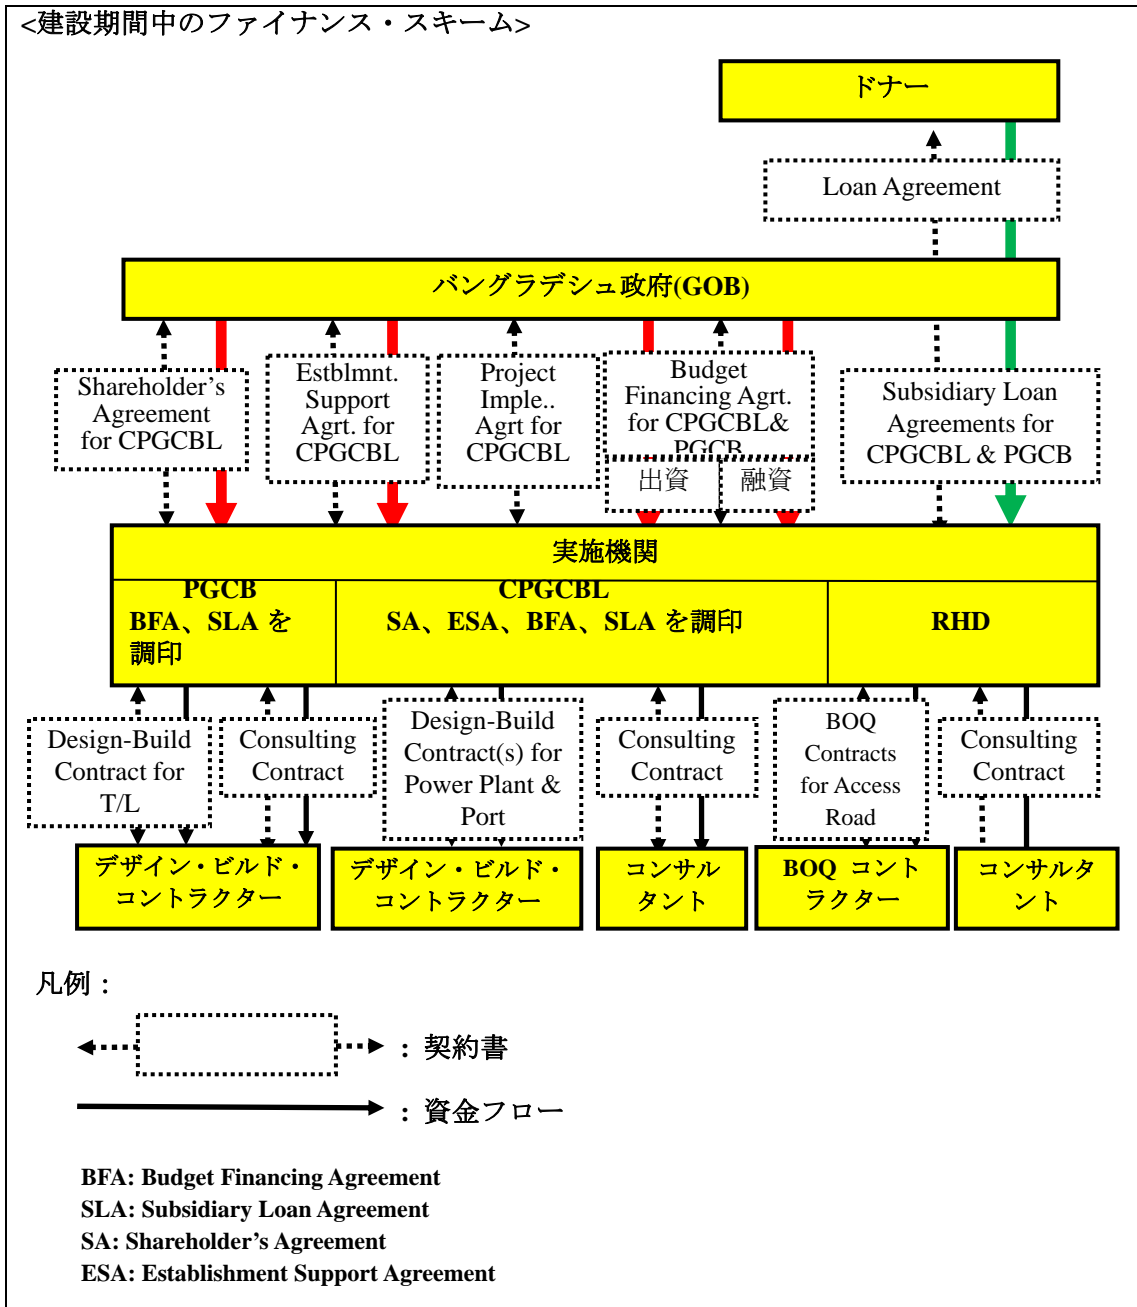 <建設期間中のファイナンス・スキーム>
ドナー
Loan Agreement
バングラデシュ政府(GOB)
Shareholder’s
Agreement
for CPGCBL
Estblmnt.
Support
Agrt. for
CPGCBL
Project
Imple..
Agrt for
CPGCBL
Budget
Financing Agrt.
for CPGCBL&
PGCB
出資
融資
Subsidiary Loan
Agreements for
CPGCBL & PGCB
実施機関
PGCB
BFA、SLA を
調印
CPGCBL
SA、ESA、BFA、SLA を調印
RHD
Design-Build
Contract for
T/L
Consulting
Contract
Design-Build
Contract(s) for
Power Plant &
Port
Consulting
Contract
BOQ
Contracts
for Access
Road
Consulting
Contract
デザイン・ビルド・
コントラクター
デザイン・ビルド・
コントラクター
コンサル
タント
BOQ コント
ラクター
コンサルタ
ント
凡例：
: 契約書
: 資金フロー
BFA: Budget Financing Agreement
SLA: Subsidiary Loan Agreement
SA: Shareholder’s Agreement
ESA: Establishment Support Agreement